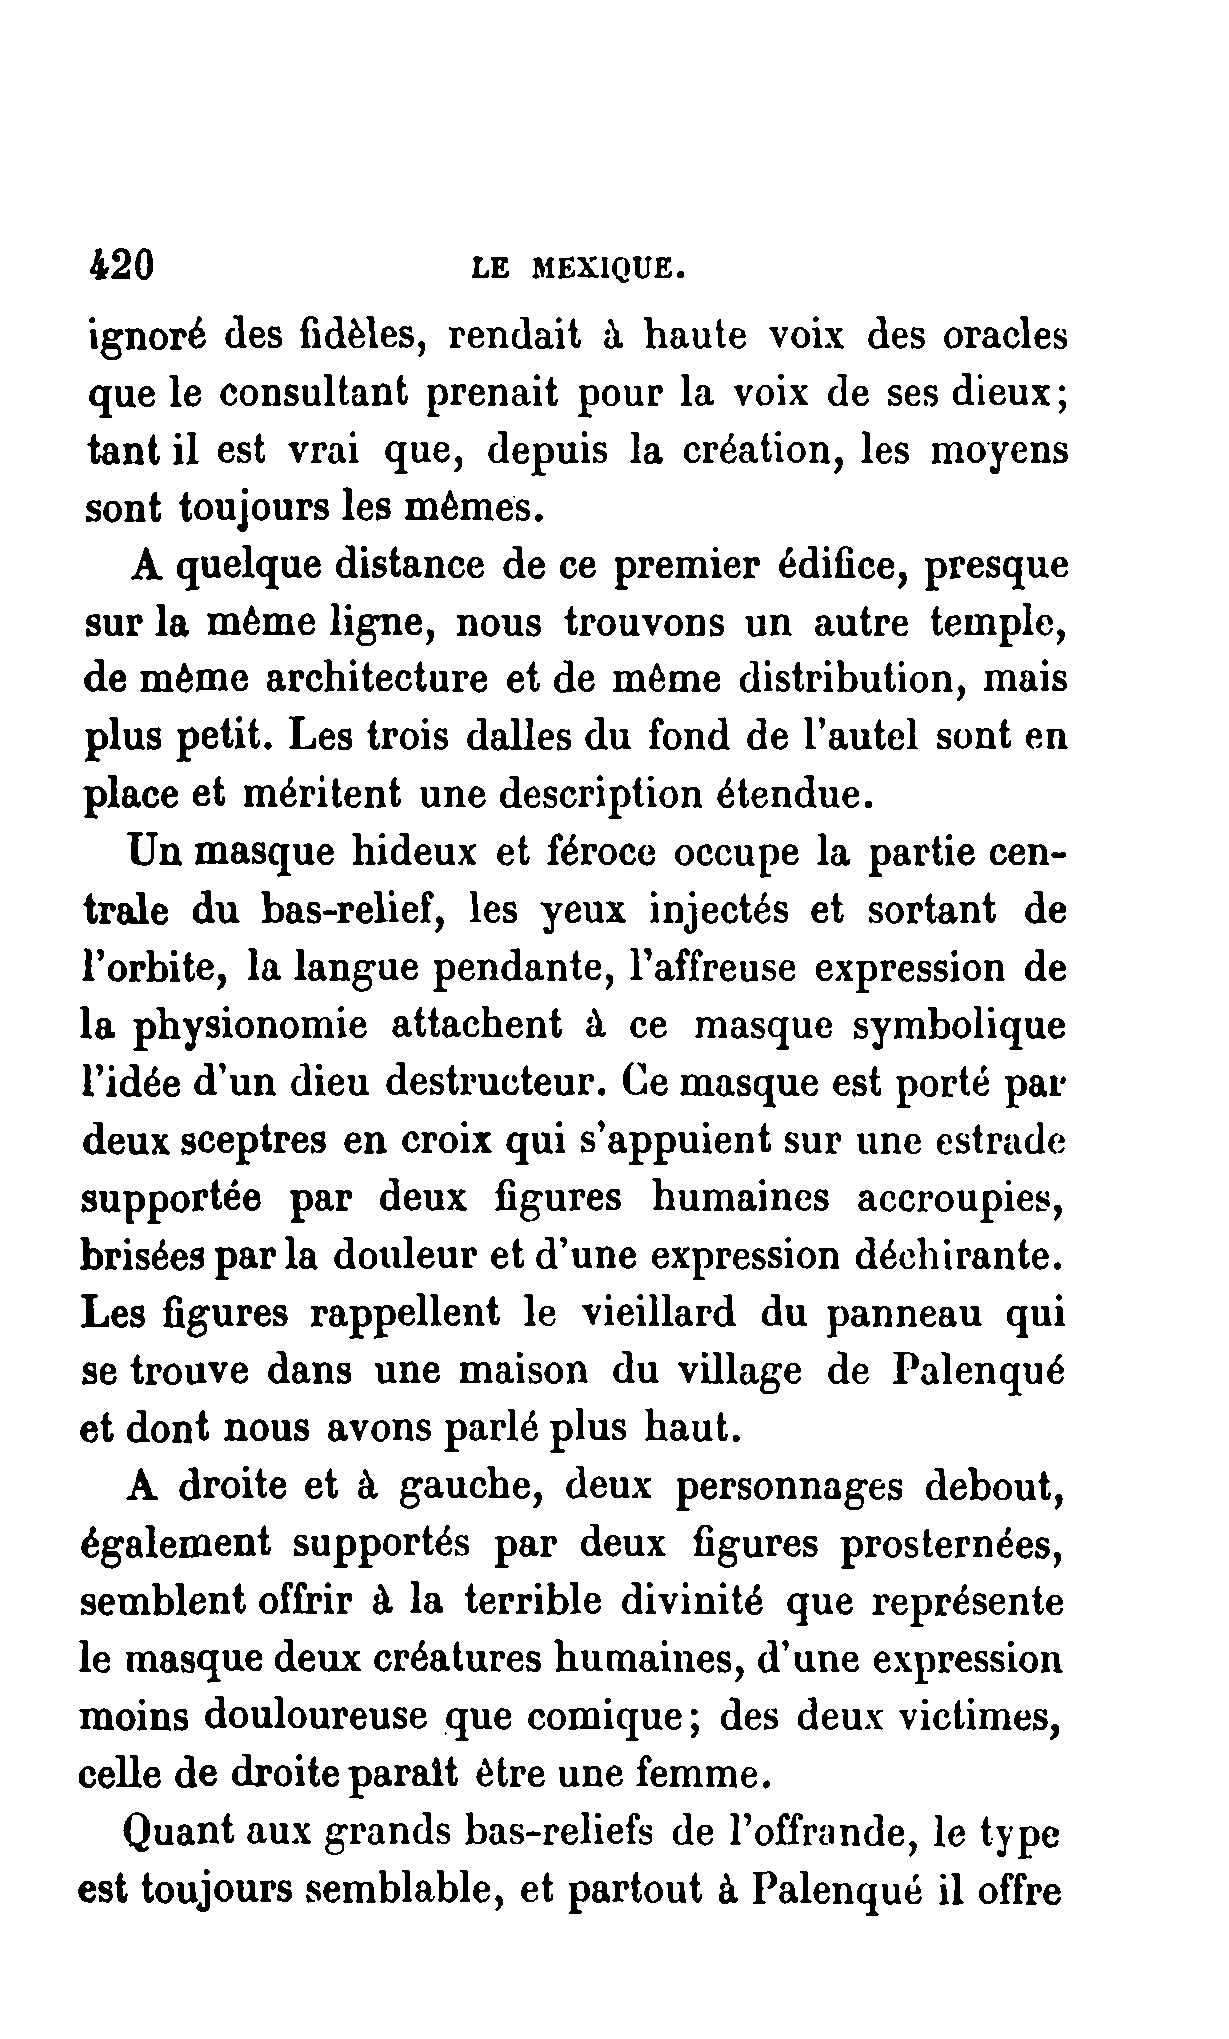 420 LE MEXIQUE.
ignoré des fidèles, rendait à haute voix des oracles
que le consultant prenait pour la voix de ses dieux;
tant il est vrai que, depuis la création, les moyens
sont toujours les mêmes.
A quelque distance de ce premier édifice, presque
sur la même ligne, nous trouvons un autre temple,
de même architecture et de même distribution, mais
plus petit. Les trois dalles du fond de l'autel sont en
place et méritent une description étendue.
Un masque hideux et féroce occupe la partie cen-
trale du bas-relief, les yeux injectés et sortant de
l'orbite, la langue pendante, l'affreuse expression de
la physionomie attachent à ce masque symbolique
l'idée d'un dieu destructeur. Ce masque est porté par
deux sceptres en croix qui s'appuient sur une estrade
supportée par deux figures humaines accroupies,
brisées par la douleur et d'une expression déchirante.
Les figures rappellent le vieillard du panneau qui
se trouve dans une maison du village de Palenqué
et dont nous avons parlé plus haut.
A droite et à gauche, deux personnages debout,
également supportés par deux figures prosternées,
semblent offrir à la terrible divinité que représente
le masque deux créatures humaines, d'une expression
moins douloureuse que comique; des deux victimes,
celle de droite paraît être une femme.
Quant aux grands bas-reliefs de l'offrande, le type
est toujours semblable, et partout à Palenqué il offre